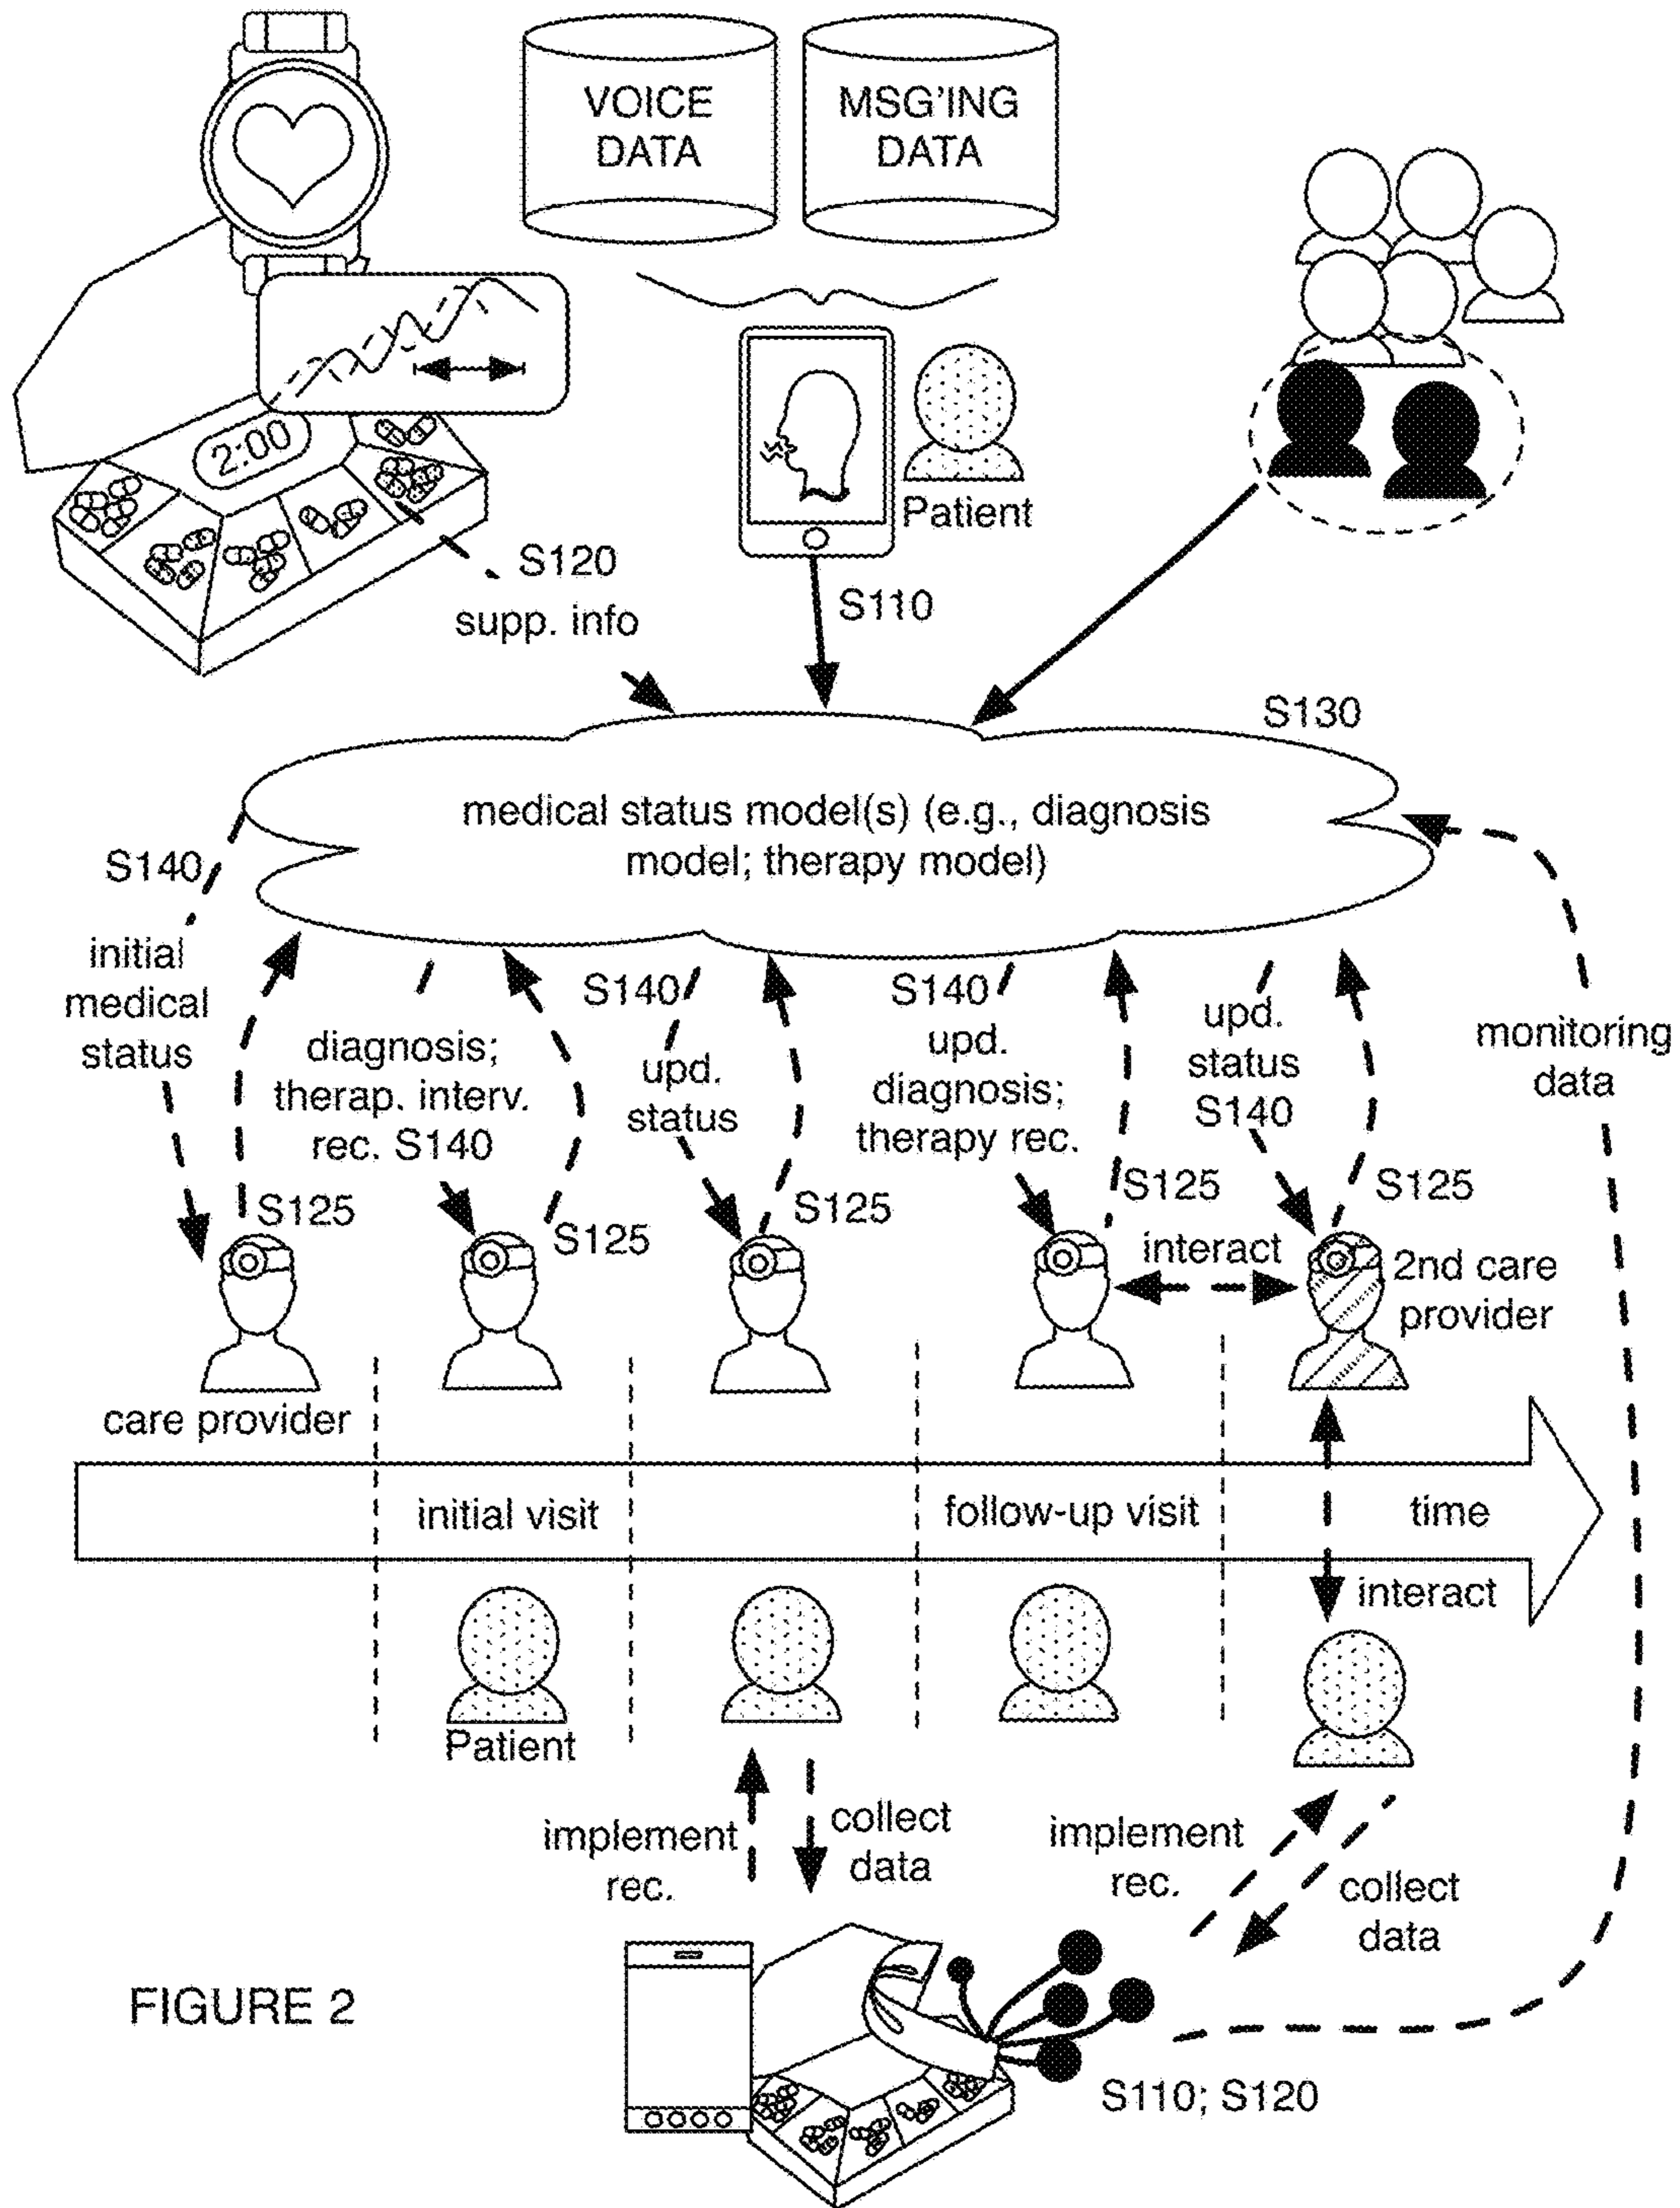 VOICE
DATA
MSG'ING
DATA
2:00
Patient
S120
supp. info
S110
S130
medical status model(s) (e.g., diagnosis
model; therapy model)
S140
initial
medical
status
diagnosis;
therap. interv.
rec. S140
S140
upd.
status
S140
upd.
diagnosis;
therapy rec.
upd.
status
S140
monitoring
data
S125
S125
S125
S125
S125
interact
2nd care
provider
care provider
initial visit
follow-up visit
time
interact
Patient
implement
rec.
collect
data
implement
rec.
collect
data
FIGURE 2
S110; S120